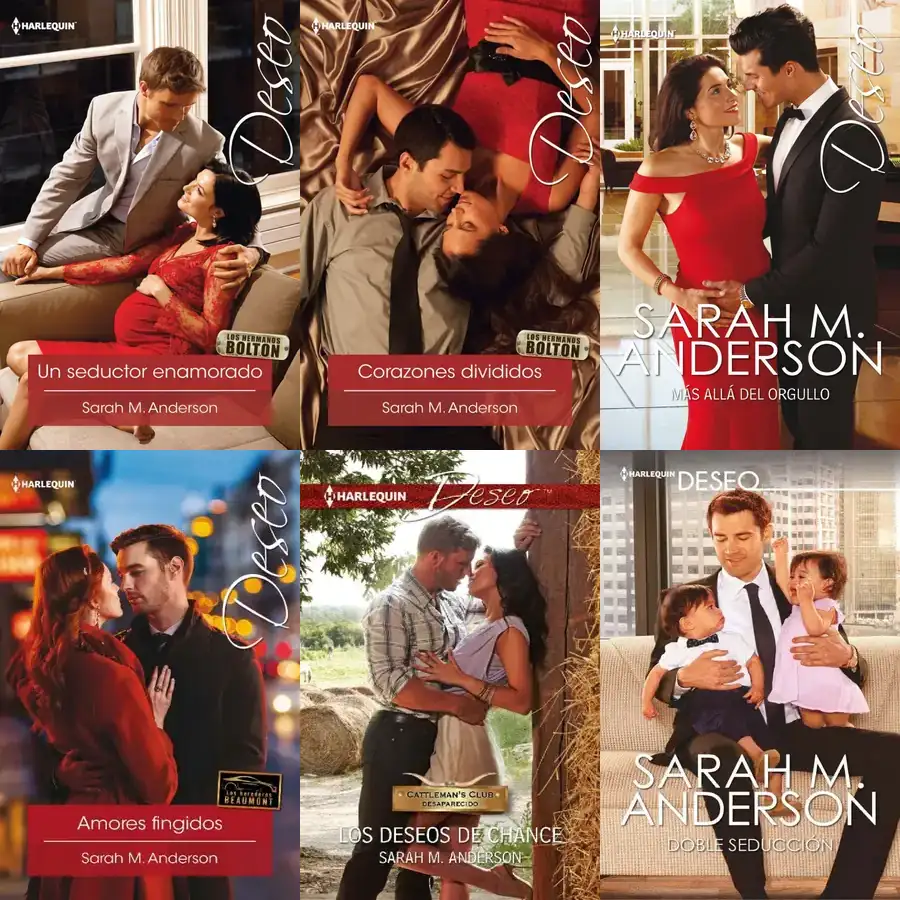 HARLEQUIN
Deseo
LOS HERMANOS
BOLTON
Un seductor enamorado
Sarah M. Anderson
HARLEQUIN
Deseo
LOS HERMANOS
BOLTON
Corazones divididos
Sarah M. Anderson
HARLEQUIN
Deseo
SARAH M.
ANDERSON
MÁS ALLÁ DEL ORGULLO
HARLEQUIN
Deseo
Los herederos
BEAUMONT
Amores fingidos
Sarah M. Anderson
HARLEQUIN Deseo™
CATTLEMAN'S CLUB
DESAPARECIDO
LOS DESEOS DE CHANCE
SARAH M. ANDERSON
HARLEQUIN DESEO
SARAH M.
ANDERSON
DOBLE SEDUCCIÓN